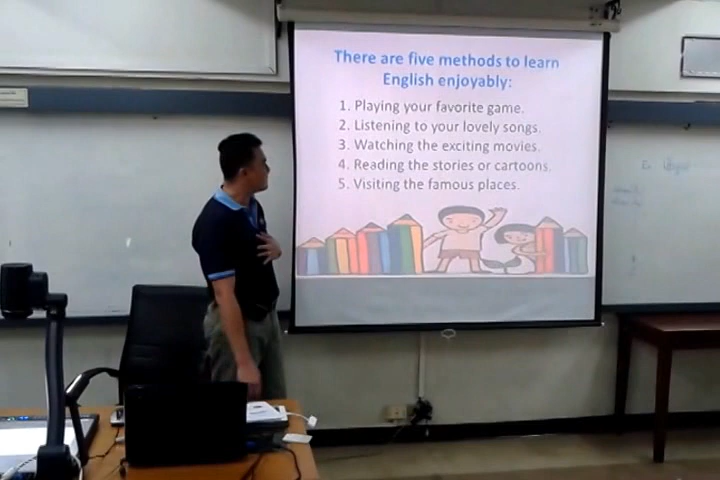 There are five methods to learn
English enjoyably:
1. Playing your favorite game.
2. Listening to your lovely songs.
3. Watching the exciting movies.
4. Reading the stories or cartoons.
5. Visiting the famous places.